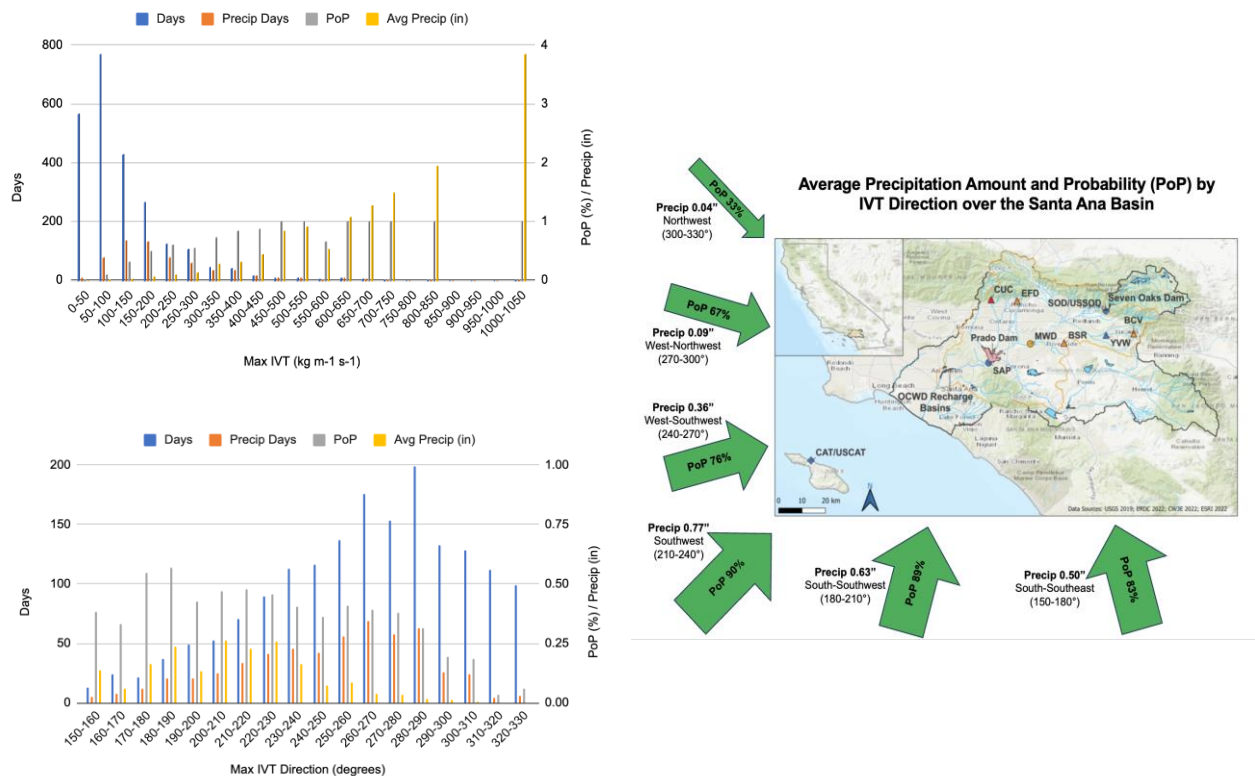 Days Precip Days PoP Avg Precip (in)
800
600
400
200
0
4
3
2
1
0
Days
PoP (%) / Precip (in)
0-50
50-100
100-150
150-200
200-250
250-300
300-350
350-400
400-450
450-500
500-550
550-600
600-650
650-700
700-750
750-800
800-850
850-900
900-950
950-1000
1000-1050
Max IVT (kg m-1 s-1)
Days Precip Days PoP Avg Precip (in)
200
150
100
50
0
1.00
0.75
0.50
0.25
0.00
Days
PoP (%) / Precip (in)
150-160
160-170
170-180
180-190
190-200
200-210
210-220
220-230
230-240
240-250
250-260
260-270
270-280
280-290
290-300
300-310
310-320
320-330
Max IVT Direction (degrees)
Average Precipitation Amount and Probability (PoP) by
IVT Direction over the Santa Ana Basin
PoP 33%
Precip 0.04"
Northwest
(300-330°)
PoP 67%
Precip 0.09"
West-Northwest
(270-300°)
Precip 0.36"
West-Southwest
(240-270°)
PoP 76%
Precip 0.77"
Southwest
(210-240°)
PoP 90%
Precip 0.63"
South-Southwest
(180-210°)
PoP 89%
Precip 0.50"
South-Southeast
(150-180°)
PoP 83%
CUC
EFD
SOD/USSOD
Seven Oaks Dam
BCV
Prado Dam
MWD
BSR
YVW
SAP
OCWD Recharge
Basins
CAT/USCAT
Redondo
Beach
Long Beach
Huntington
Beach
Santa Ana
Laguna
Niguel
Murrieta
N
0 10 20 km
Data Sources: USGS 2019; ERDC 2022; CW3E 2022; ESRI 2022